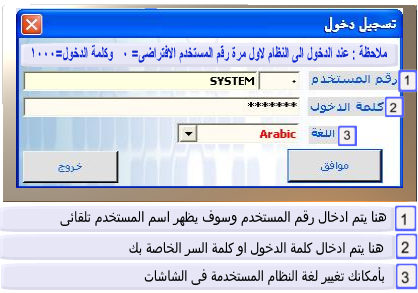 تسجيل دخول
ملاحظة : عند الدخول الى النظام لاول مرة رقم المستخدم الافتراضى= ٠ وكلمة الدخول=١٠٠٠
1 رقم المستخدم ٠ SYSTEM
2 كلمة الدخول *******
3 اللغة Arabic
موافق خروج
1 هنا يتم ادخال رقم المستخدم وسوف يظهر اسم المستخدم تلقائى
2 هنا يتم ادخال كلمة الدخول او كلمة السر الخاصة بك
3 بأمكانك تغيير لغة النظام المستخدمة فى الشاشات